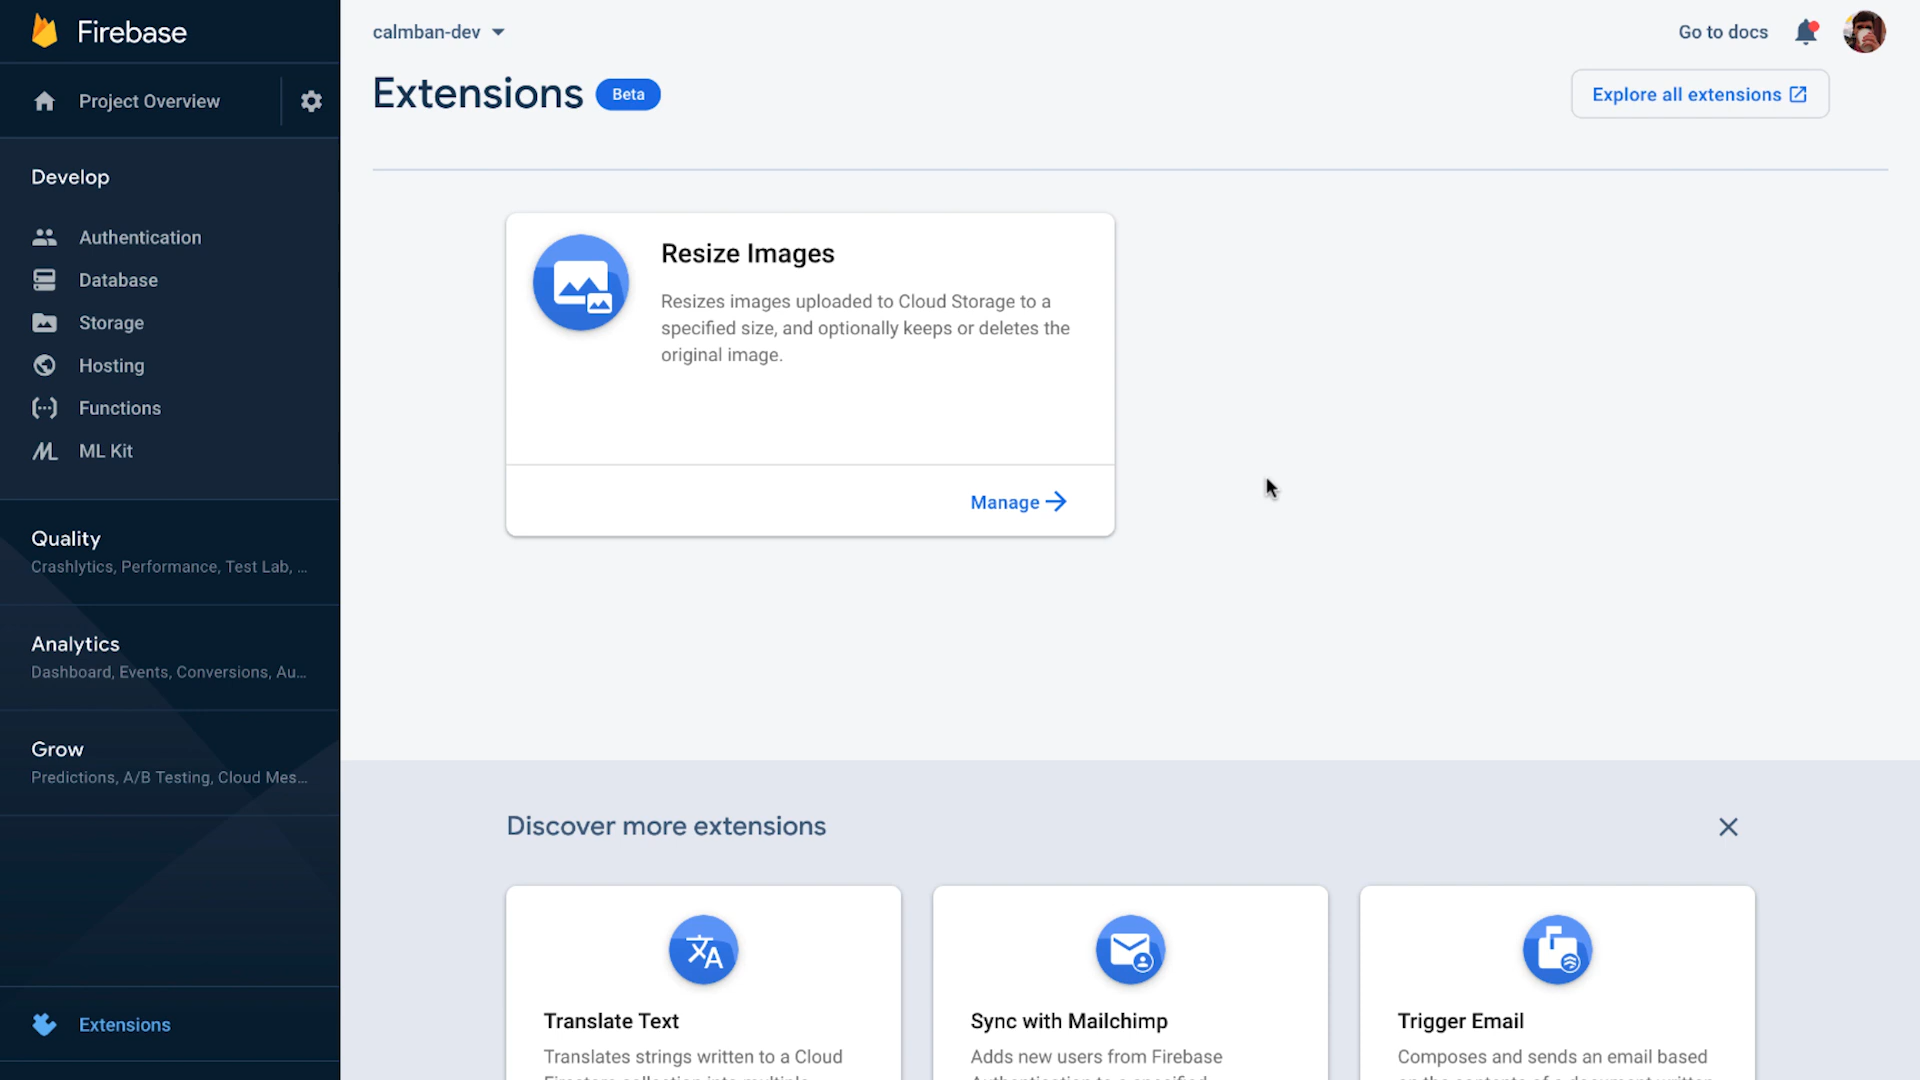 Firebase
calmban-dev
Go to docs
Project Overview
Extensions
Beta
Explore all extensions
Develop
Authentication
Database
Storage
Hosting
Functions
ML Kit
Quality
Crashlytics, Performance, Test Lab, ...
Analytics
Dashboard, Events, Conversions, Au...
Grow
Predictions, A/B Testing, Cloud Mes...
Extensions
Resize Images
Resizes images uploaded to Cloud Storage to a
specified size, and optionally keeps or deletes the
original image.
Manage
Discover more extensions
Translate Text
Translates strings written to a Cloud
Sync with Mailchimp
Adds new users from Firebase
Trigger Email
Composes and sends an email based